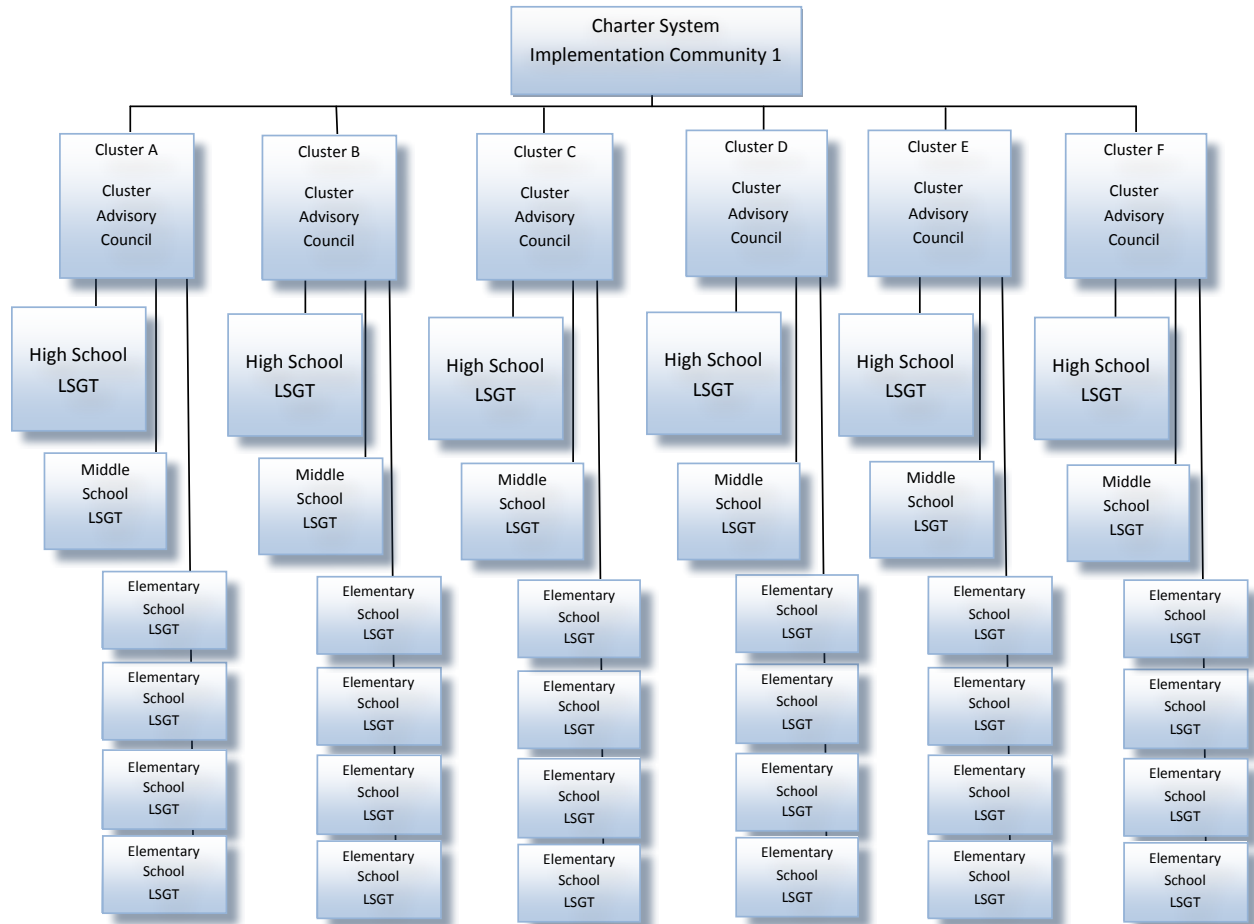 Charter System
Implementation Community 1
Cluster A
Cluster
Advisory
Council
Cluster B
Cluster
Advisory
Council
Cluster C
Cluster
Advisory
Council
Cluster D
Cluster
Advisory
Council
Cluster E
Cluster
Advisory
Council
Cluster F
Cluster
Advisory
Council
High School
LSGT
High School
LSGT
High School
LSGT
High School
LSGT
High School
LSGT
High School
LSGT
Middle
School
LSGT
Middle
School
LSGT
Middle
School
LSGT
Middle
School
LSGT
Middle
School
LSGT
Middle
School
LSGT
Elementary
School
LSGT
Elementary
School
LSGT
Elementary
School
LSGT
Elementary
School
LSGT
Elementary
School
LSGT
Elementary
School
LSGT
Elementary
School
LSGT
Elementary
School
LSGT
Elementary
School
LSGT
Elementary
School
LSGT
Elementary
School
LSGT
Elementary
School
LSGT
Elementary
School
LSGT
Elementary
School
LSGT
Elementary
School
LSGT
Elementary
School
LSGT
Elementary
School
LSGT
Elementary
School
LSGT
Elementary
School
LSGT
Elementary
School
LSGT
Elementary
School
LSGT
Elementary
School
LSGT
Elementary
School
LSGT
Elementary
School
LSGT